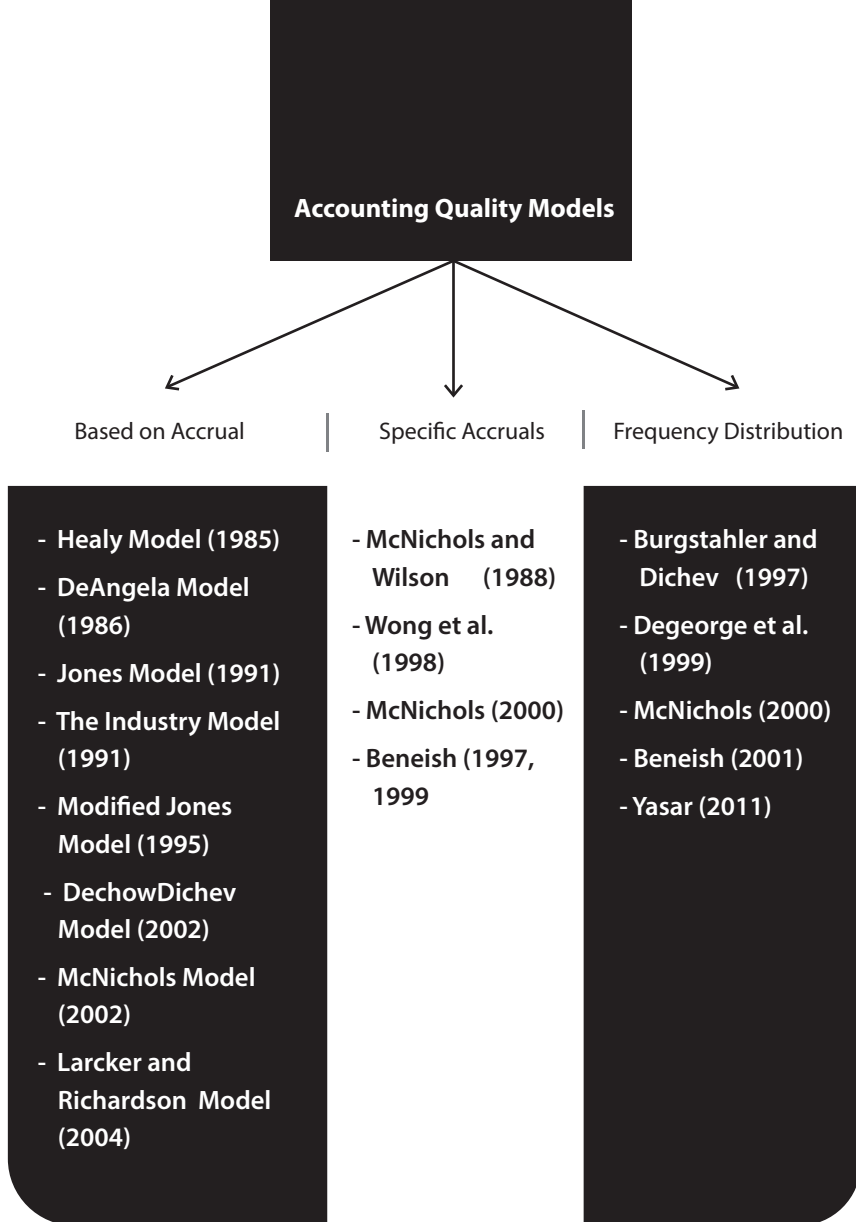 Accounting Quality Models
Based on Accrual
Specific Accruals
Frequency Distribution
- Healy Model (1985)
- DeAngela Model
(1986)
- Jones Model (1991)
- The Industry Model
(1991)
- Modified Jones
Model (1995)
- DechowDichev
Model (2002)
- McNichols Model
(2002)
- Larcker and
Richardson Model
(2004)
- McNichols and
Wilson (1988)
- Wong et al.
(1998)
- McNichols (2000)
- Beneish (1997,
1999
- Burgstahler and
Dichev (1997)
- Degeorge et al.
(1999)
- McNichols (2000)
- Beneish (2001)
- Yasar (2011)